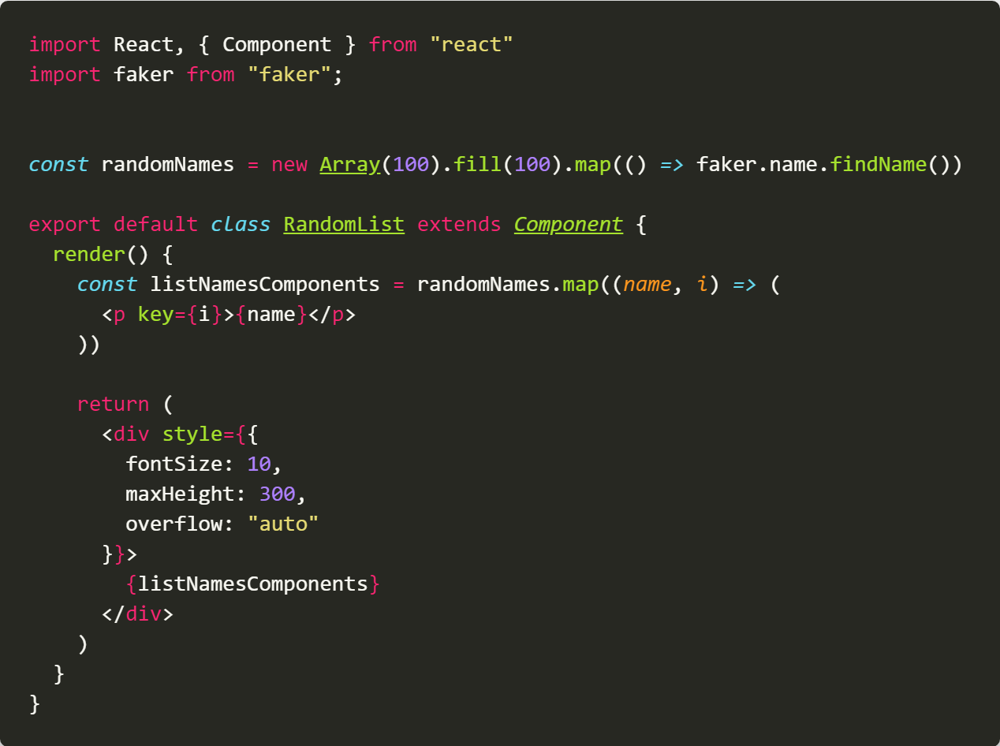 import React, { Component } from "react"
import faker from "faker";
const randomNames = new Array(100).fill(100).map(() => faker.name.findName())
export default class RandomList extends Component {
  render() {
    const listNamesComponents = randomNames.map((name, i) => (
      <p key={i}>{name}</p>
    ))
    return (
      <div style={{
        fontSize: 10,
        maxHeight: 300,
        overflow: "auto"
      }}>
        {listNamesComponents}
      </div>
    )
  }
}